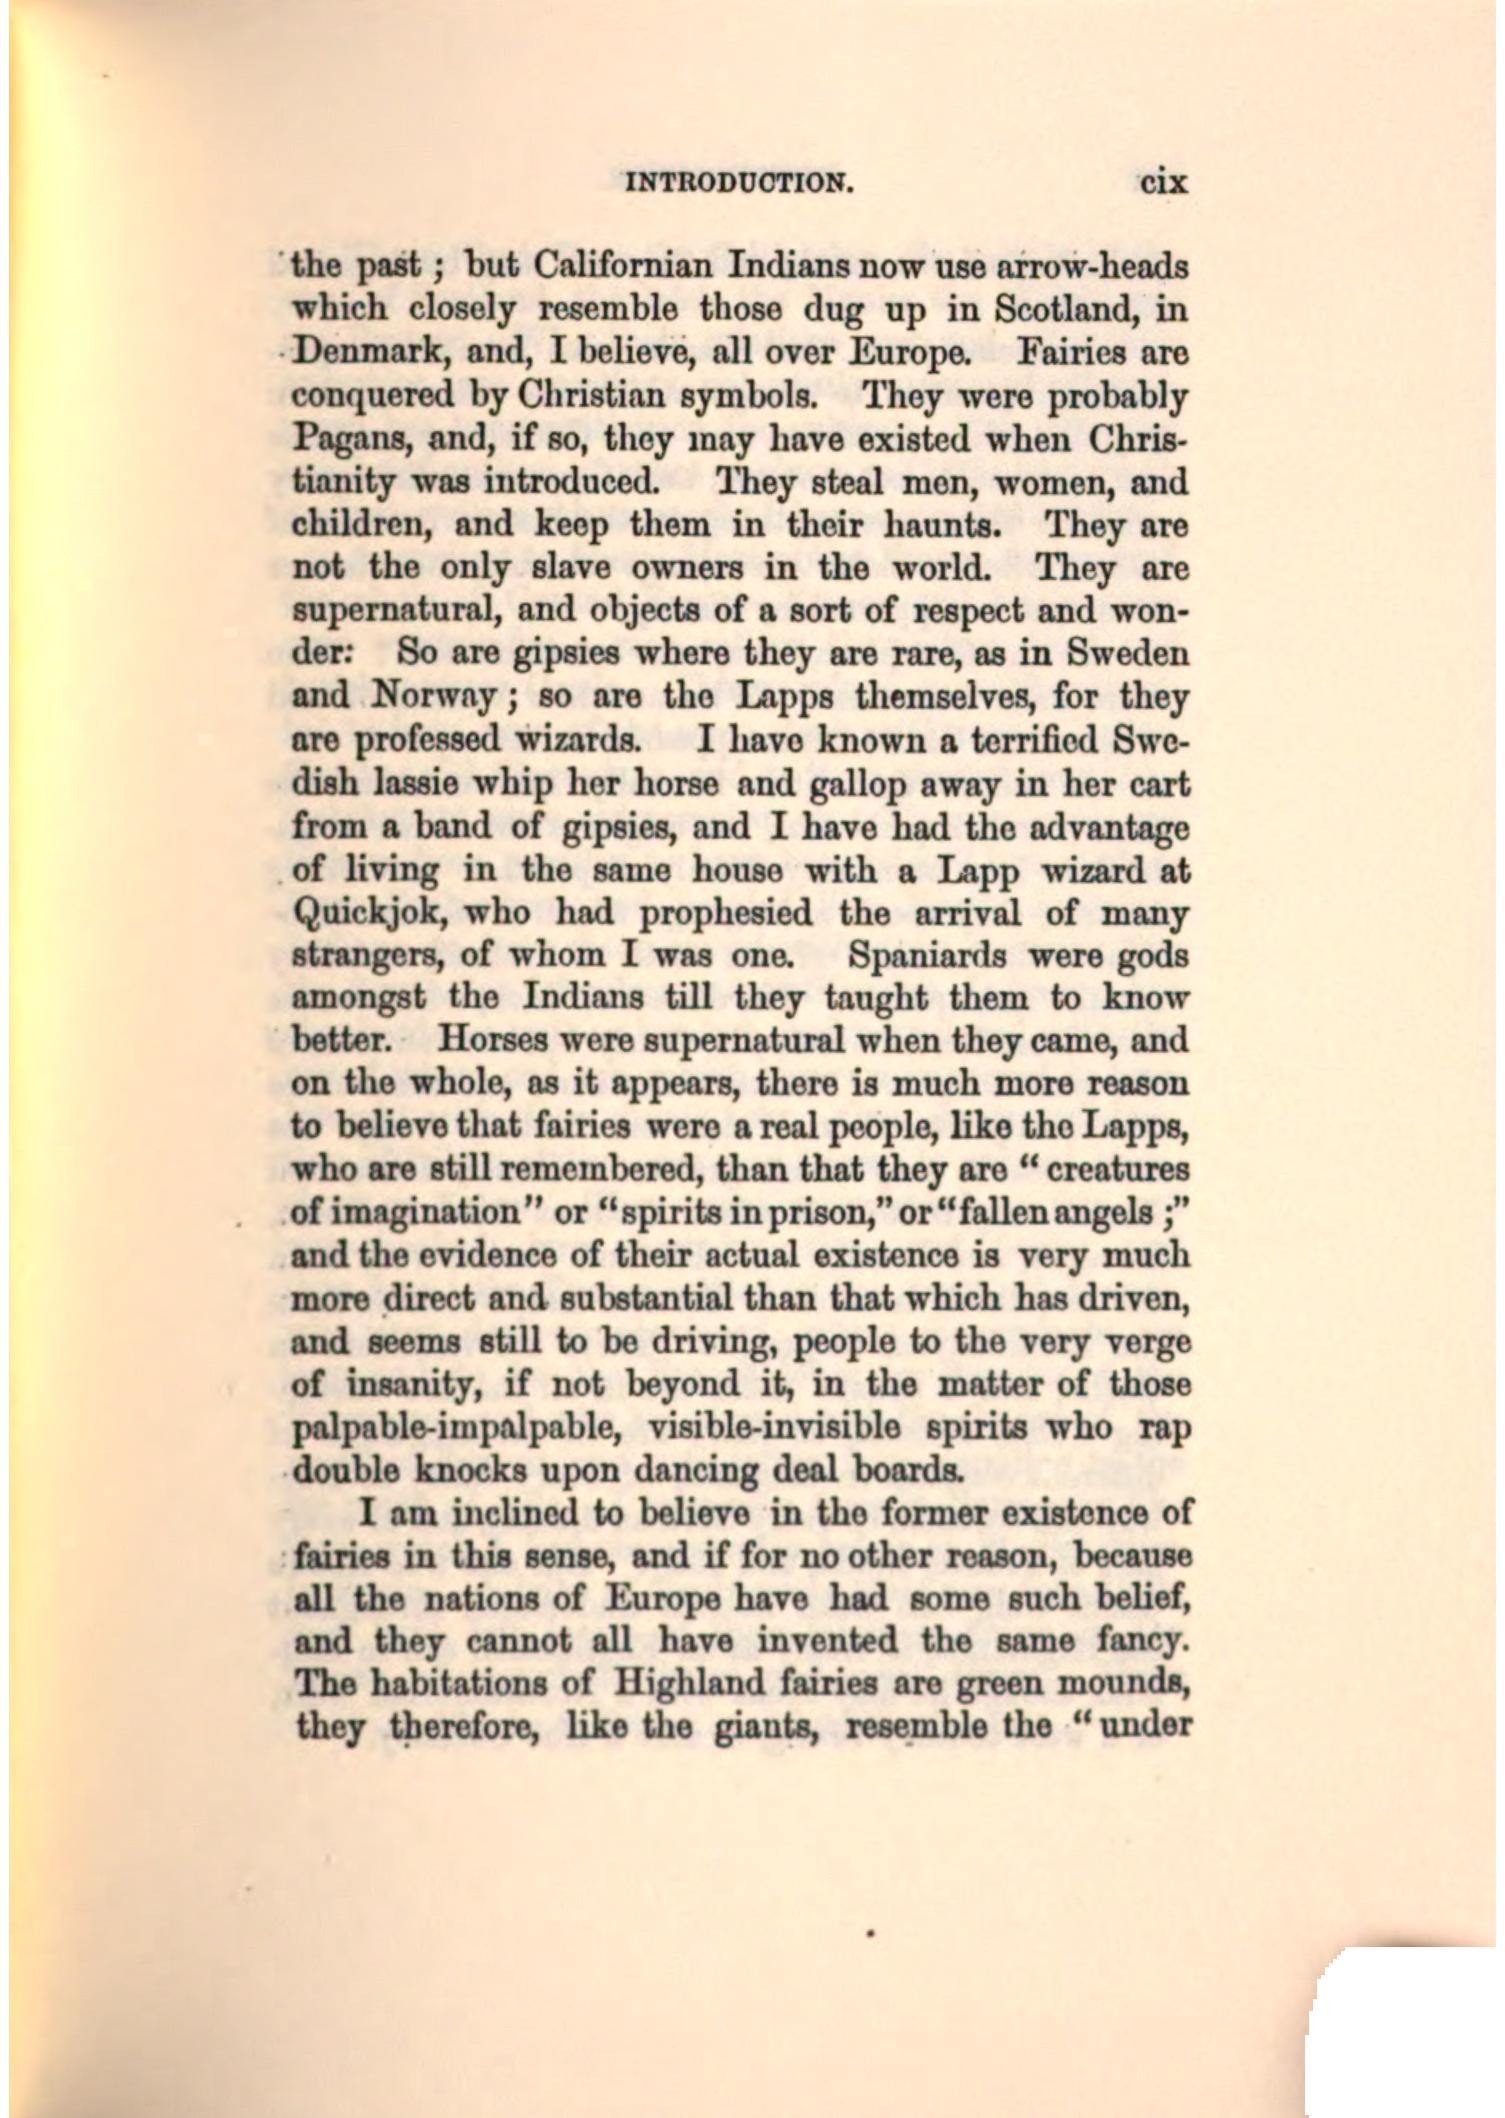 INTRODUCTION. cix
the past ; but Californian Indians now use arrow-heads
which closely resemble those dug up in Scotland, in
Denmark, and, I believe, all over Europe. Fairies are
conquered by Christian symbols. They were probably
Pagans, and, if so, they may have existed when Chris-
tianity was introduced. They steal men, women, and
children, and keep them in their haunts. They are
not the only slave owners in the world. They are
supernatural, and objects of a sort of respect and won-
der: So are gipsies where they are rare, as in Sweden
and Norway ; so are the Lapps themselves, for they
are professed wizards. I have known a terrified Swe-
dish lassie whip her horse and gallop away in her cart
from a band of gipsies, and I have had the advantage
of living in the same house with a Lapp wizard at
Quickjok, who had prophesied the arrival of many
strangers, of whom I was one. Spaniards were gods
amongst the Indians till they taught them to know
better. Horses were supernatural when they came, and
on the whole, as it appears, there is much more reason
to believe that fairies were a real people, like the Lapps,
who are still remembered, than that they are “ creatures
of imagination” or “spirits in prison,” or “fallen angels ;”
and the evidence of their actual existence is very much
more direct and substantial than that which has driven,
and seems still to be driving, people to the very verge
of insanity, if not beyond it, in the matter of those
palpable-impalpable, visible-invisible spirits who rap
double knocks upon dancing deal boards.
I am inclined to believe in the former existence of
fairies in this sense, and if for no other reason, because
all the nations of Europe have had some such belief,
and they cannot all have invented the same fancy.
The habitations of Highland fairies are green mounds,
they therefore, like the giants, resemble the “ under